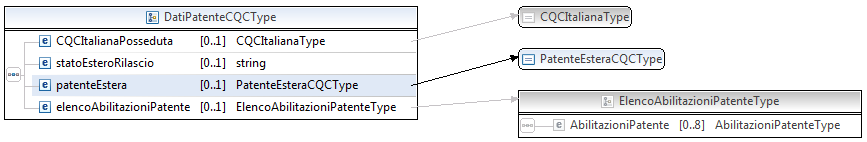 DatiPatenteCQCType
CQCItalianaPosseduta [0..1] CQCItalianaType
statoEsteroRilascio [0..1] string
patenteEstera [0..1] PatenteEsteraCQCType
elencoAbilitazioniPatente [0..1] ElencoAbilitazioniPatenteType
CQCItalianaType
PatenteEsteraCQCType
ElencoAbilitazioniPatenteType
AbilitazioniPatente [0..8] AbilitazioniPatenteType